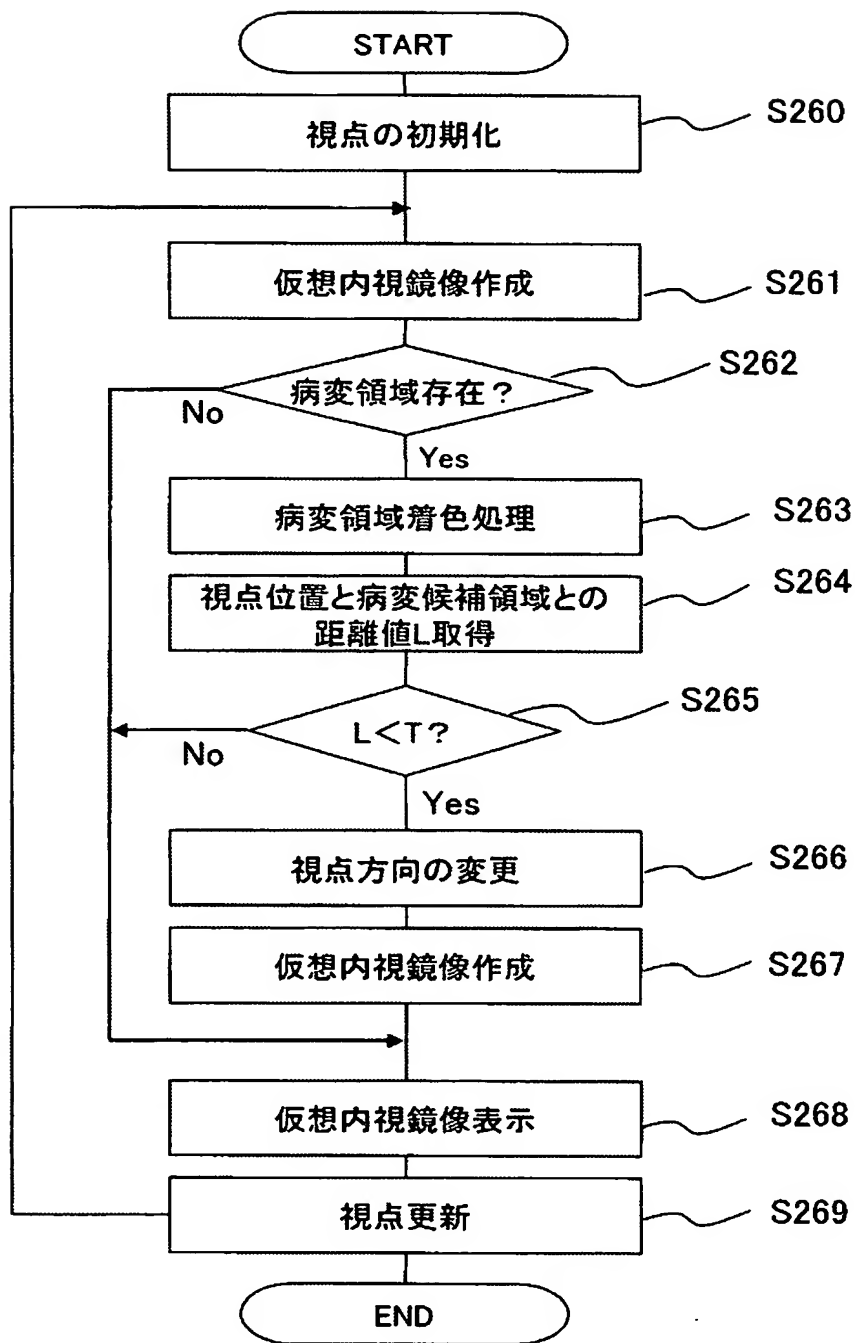 START
視点の初期化
S260
仮想内視鏡像作成
S261
病変領域存在？
S262
No
Yes
病変領域着色処理
S263
視点位置と病変候補領域との
距離値L取得
S264
L<T？
S265
No
Yes
視点方向の変更
S266
仮想内視鏡像作成
S267
仮想内視鏡像表示
S268
視点更新
S269
END